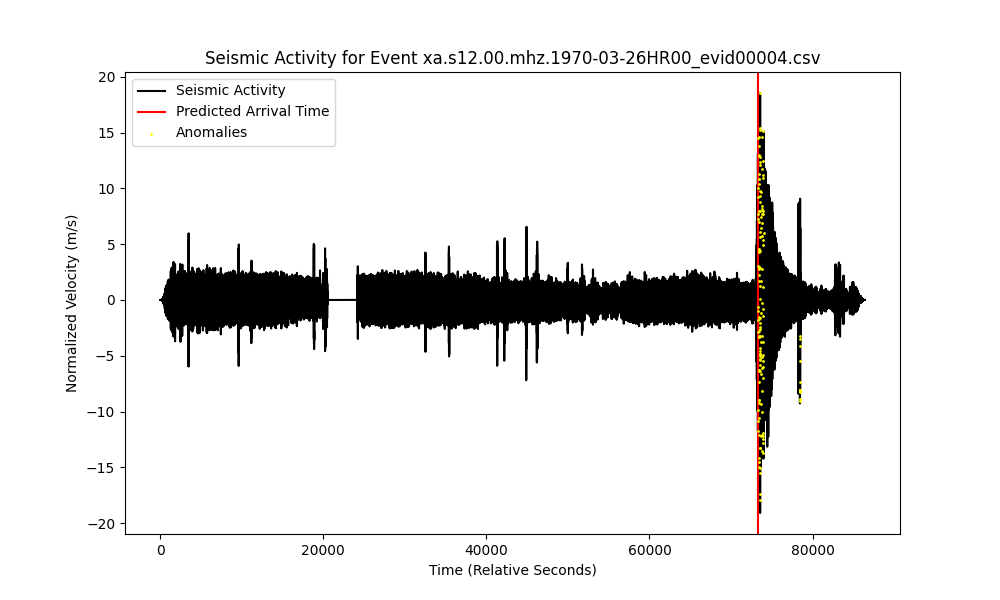 Seismic Activity for Event xa.s12.00.mhz.1970-03-26HR00_evid00004.csv
Seismic Activity
Predicted Arrival Time
Anomalies
20
15
10
5
0
−5
−10
−15
−20
Normalized Velocity (m/s)
0
20000
40000
60000
80000
Time (Relative Seconds)